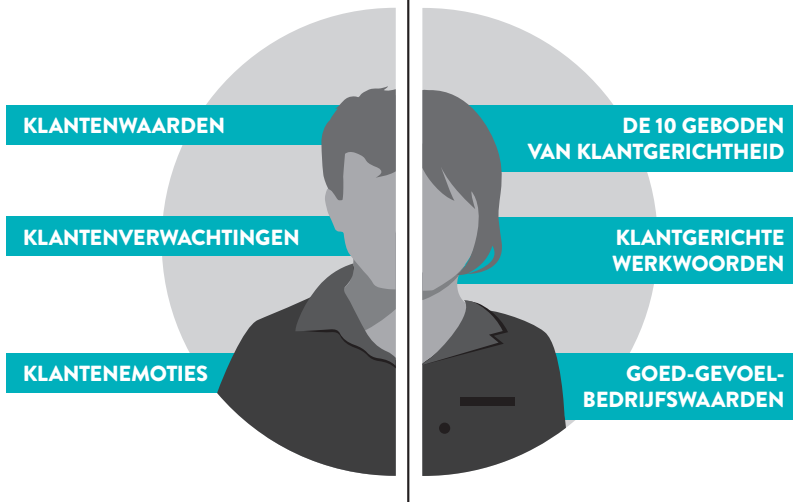 KLANTENWAARDEN
KLANTENVERWACHTINGEN
KLANTENEMOTIES
DE 10 GEBODEN
VAN KLANTGERICHTHEID
KLANTGERICHTE
WERKWOORDEN
GOED-GEVOEL-
BEDRIJFSWAARDEN